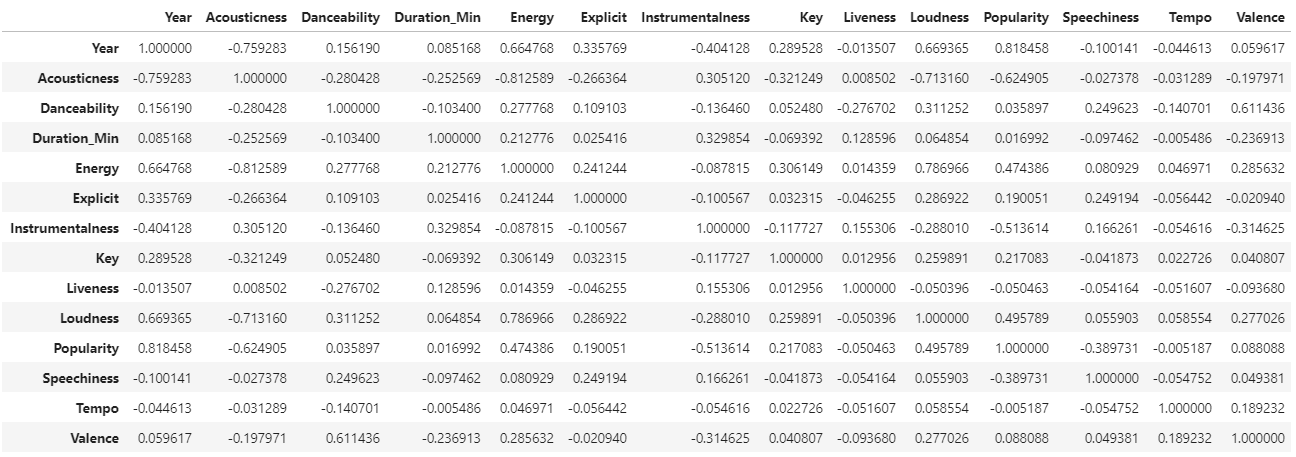 Year Acousticness Danceability Duration_Min Energy Explicit Instrumentalness Key Liveness Loudness Popularity Speechiness Tempo Valence
Year 1.000000 -0.759283 0.156190 0.085168 0.664768 0.335769 -0.404128 0.289528 -0.013507 0.669365 0.818458 -0.100141 -0.044613 0.059617
Acousticness -0.759283 1.000000 -0.280428 -0.252569 -0.812589 -0.266364 0.305120 -0.321249 0.008502 -0.713160 -0.624905 -0.027378 -0.031289 -0.197971
Danceability 0.156190 -0.280428 1.000000 -0.103400 0.277768 0.109103 -0.136460 0.052480 -0.276702 0.311252 0.035897 0.249623 -0.140701 0.611436
Duration_Min 0.085168 -0.252569 -0.103400 1.000000 0.212776 0.025416 0.329854 -0.069392 0.128596 0.064854 0.016992 -0.097462 -0.005486 -0.236913
Energy 0.664768 -0.812589 0.277768 0.212776 1.000000 0.241244 -0.087815 0.306149 0.014359 0.786966 0.474386 0.080929 0.046971 0.285632
Explicit 0.335769 -0.266364 0.109103 0.025416 0.241244 1.000000 -0.100567 0.032315 -0.046255 0.286922 0.190051 0.249194 -0.056442 -0.020940
Instrumentalness -0.404128 0.305120 -0.136460 0.329854 -0.087815 -0.100567 1.000000 -0.117727 0.155306 -0.288010 -0.513614 0.166261 -0.054616 -0.314625
Key 0.289528 -0.321249 0.052480 -0.069392 0.306149 0.032315 -0.117727 1.000000 0.012956 0.259891 0.217083 -0.041873 0.022726 0.040807
Liveness -0.013507 0.008502 -0.276702 0.128596 0.014359 -0.046255 0.155306 0.012956 1.000000 -0.050396 -0.050463 -0.054164 -0.051607 -0.093680
Loudness 0.669365 -0.713160 0.311252 0.064854 0.786966 0.286922 -0.288010 0.259891 -0.050396 1.000000 0.495789 0.055903 0.058554 0.277026
Popularity 0.818458 -0.624905 0.035897 0.016992 0.474386 0.190051 -0.513614 0.217083 -0.050463 0.495789 1.000000 -0.389731 -0.005187 0.088088
Speechiness -0.100141 -0.027378 0.249623 -0.097462 0.080929 0.249194 0.166261 -0.041873 -0.054164 0.055903 -0.389731 1.000000 -0.054752 0.049381
Tempo -0.044613 -0.031289 -0.140701 -0.005486 0.046971 -0.056442 -0.054616 0.022726 -0.051607 0.058554 -0.005187 -0.054752 1.000000 0.189232
Valence 0.059617 -0.197971 0.611436 -0.236913 0.285632 -0.020940 -0.314625 0.040807 -0.093680 0.277026 0.088088 0.049381 0.189232 1.000000